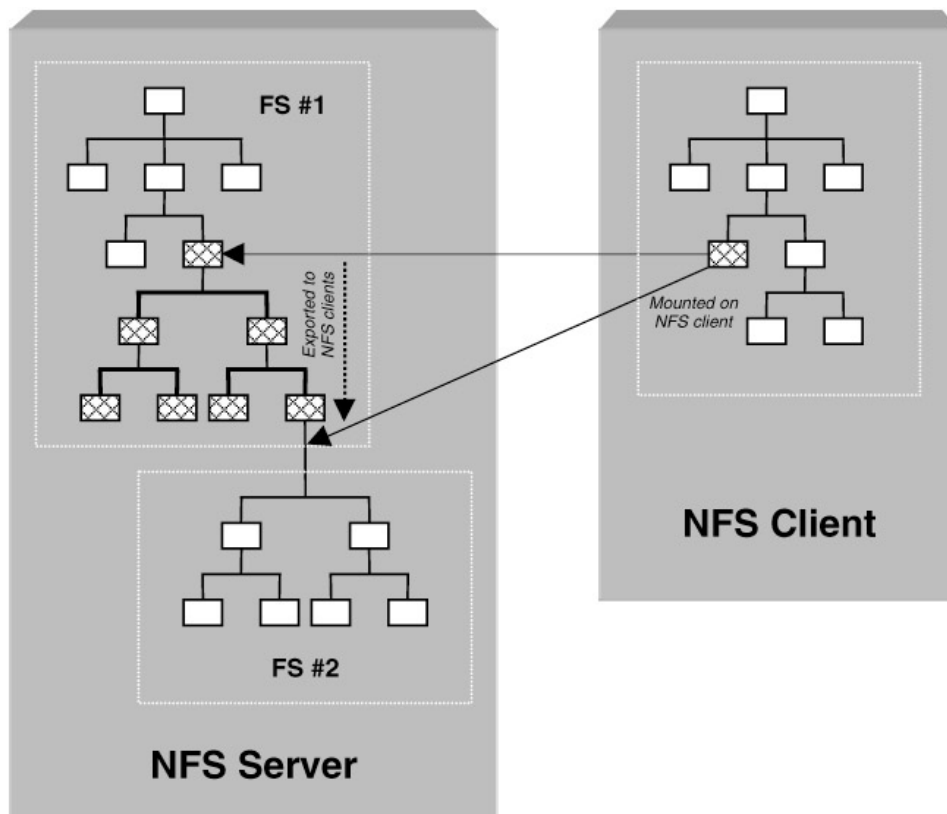 FS #1
Exported to
NFS clients
Mounted on
NFS client
NFS Client
FS #2
NFS Server